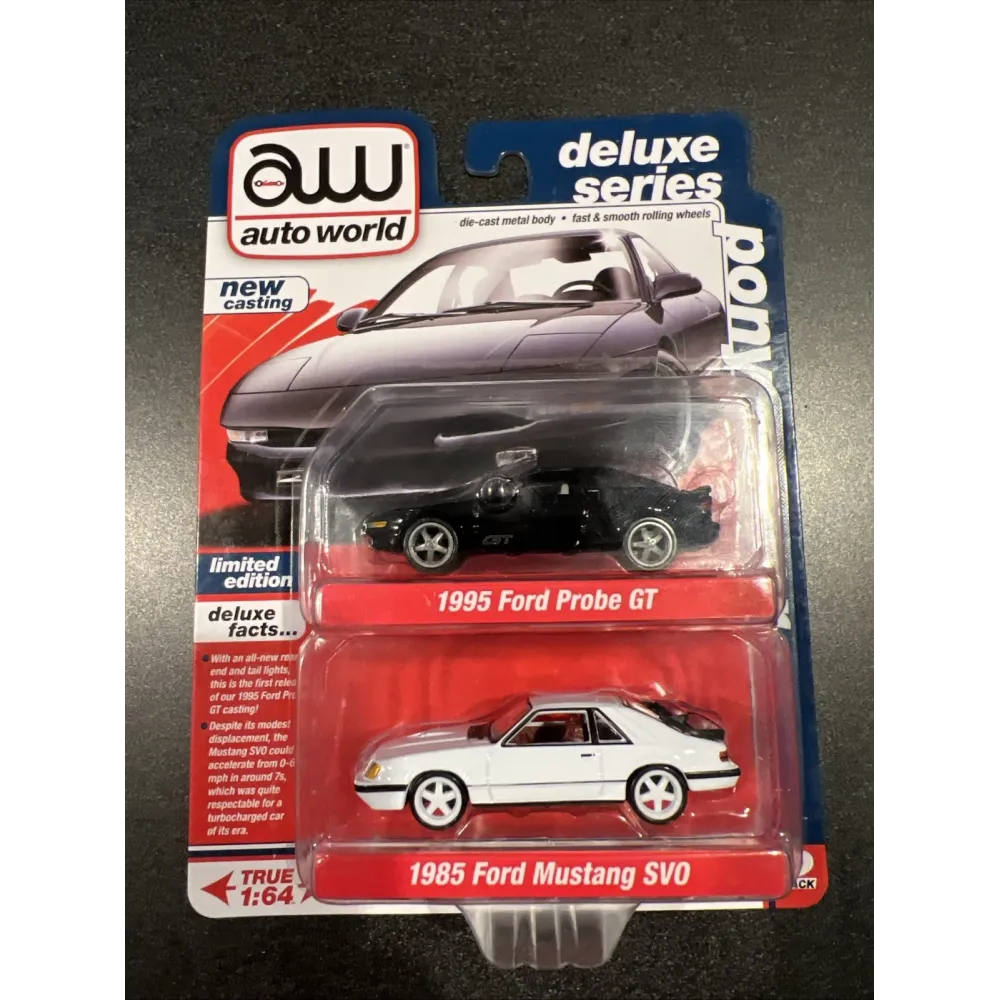 aw
auto world
deluxe
series
die-cast metal body • fast & smooth rolling wheels
pony
new
casting
limited
edition
deluxe
facts...
GT
1995 Ford Probe GT
• With an all-new rear
end and tail lights,
this is the first relea
of our 1995 Ford Pro
GT casting!
• Despite its modest
displacement, the
Mustang SVO could
accelerate from 0-6
mph in around 7s,
which was quite
respectable for a
turbocharged car
of its era.
TRUE
1:64
1985 Ford Mustang SVO
ACK